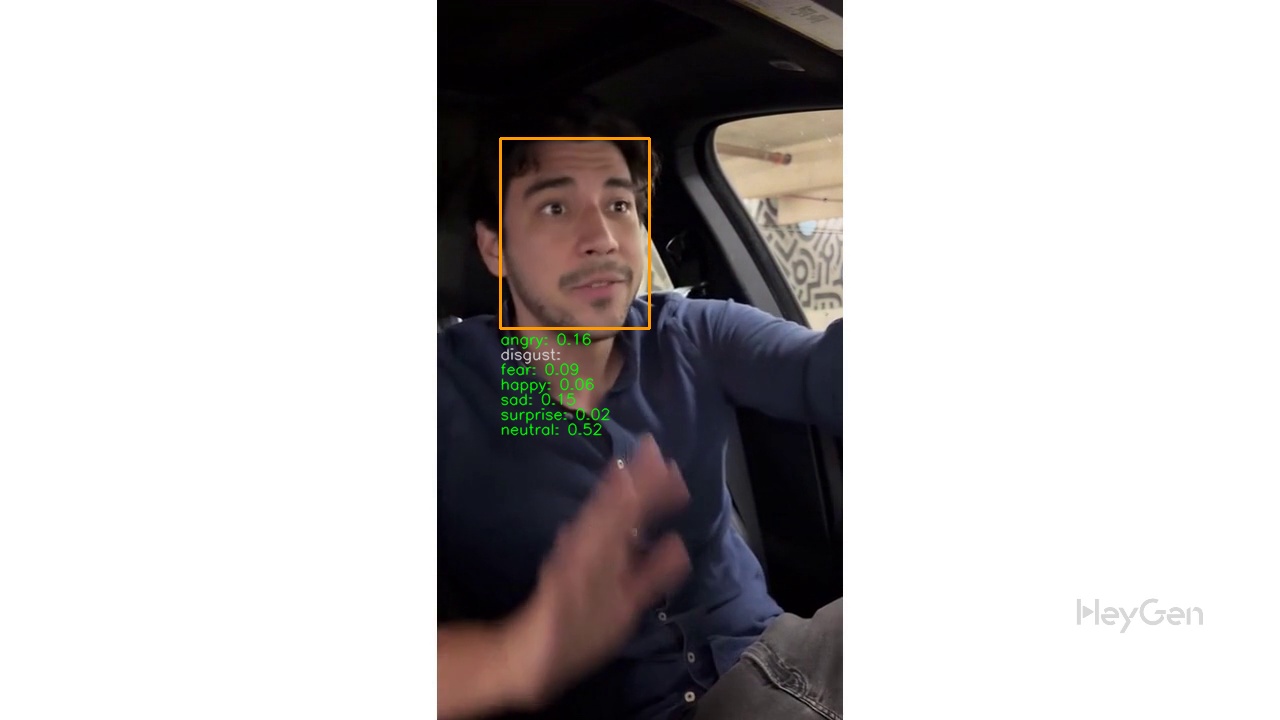 angry: 0.16
disgust:
fear: 0.09
happy: 0.06
sad: 0.15
surprise: 0.02
neutral: 0.52
HeyGen